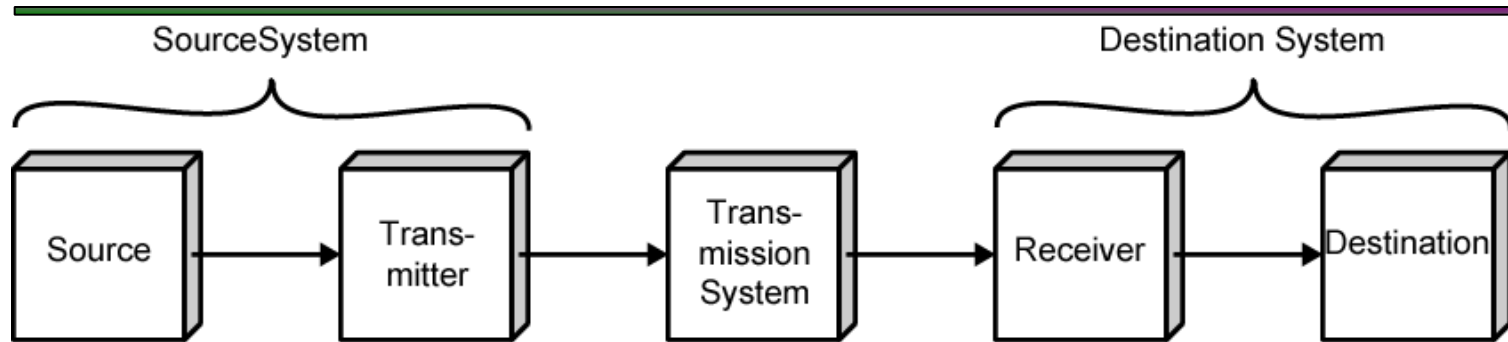 SourceSystem
Destination System
Source
Trans-
mitter
Trans-
mission
System
Receiver
Destination